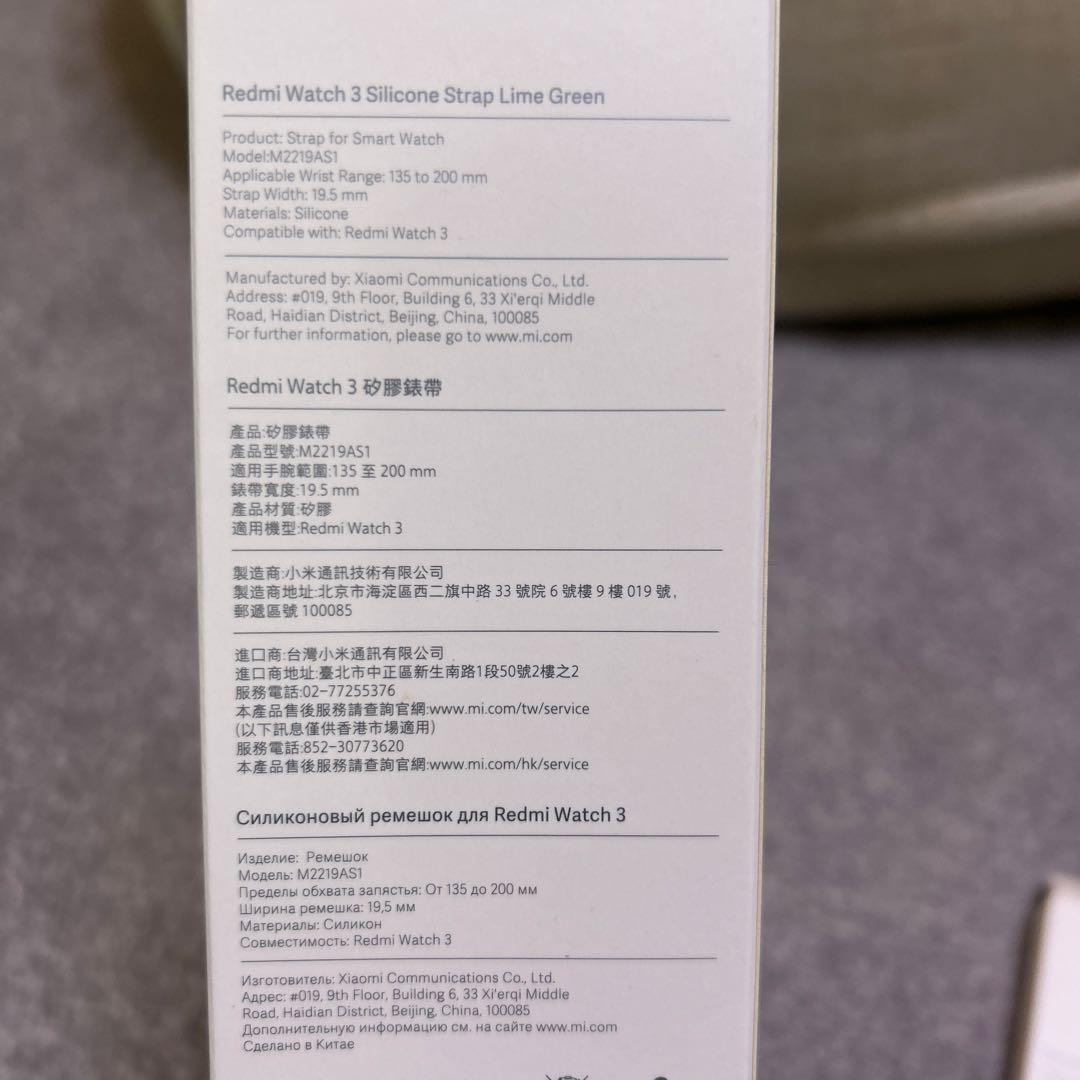 Redmi Watch 3 Silicone Strap Lime Green
Product: Strap for Smart Watch
Model:M2219AS1
Applicable Wrist Range: 135 to 200 mm
Strap Width: 19.5 mm
Materials: Silicone
Compatible with: Redmi Watch 3
Manufactured by: Xiaomi Communications Co., Ltd.
Address: #019, 9th Floor, Building 6, 33 Xi'erqi Middle
Road, Haidian District, Beijing, China, 100085
For further information, please go to www.mi.com
Redmi Watch 3 矽膠錶帶
產品:矽膠錶帶
產品型號:M2219AS1
適用手腕範圍:135 至 200 mm
錶帶寬度:19.5 mm
產品材質:矽膠
適用機型:Redmi Watch 3
製造商:小米通訊技術有限公司
製造商地址:北京市海淀區西二旗中路 33 號院 6 號樓 9 樓 019 號,
郵遞區號 100085
進口商:台灣小米通訊有限公司
進口商地址:臺北市中正區新生南路1段50號2樓之2
服務電話:02-77255376
本產品售後服務請查詢官網:www.mi.com/tw/service
(以下訊息僅供香港市場適用)
服務電話:852-30773620
本產品售後服務請查詢官網:www.mi.com/hk/service
Силиконовый ремешок для Redmi Watch 3
Изделие: Ремешок
Модель: M2219AS1
Пределы обхвата запястья: От 135 до 200 мм
Ширина ремешка: 19,5 мм
Материалы: Силикон
Совместимость: Redmi Watch 3
Изготовитель: Xiaomi Communications Co., Ltd.
Адрес: #019, 9th Floor, Building 6, 33 Xi'erqi Middle
Road, Haidian District, Beijing, China, 100085
Дополнительную информацию см. на сайте www.mi.com
Сделано в Китае